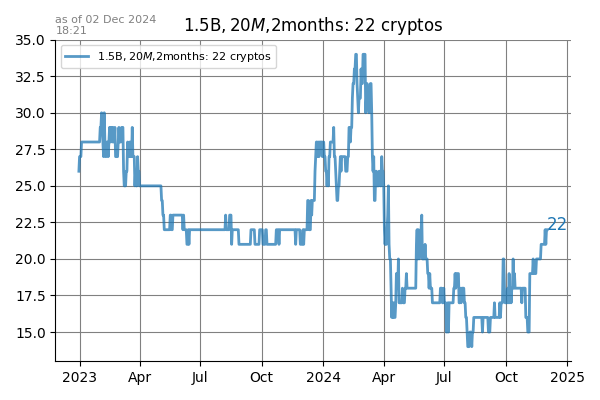 as of 02 Dec 2024
18:21
1.5B, 20M,2months: 22 cryptos
1.5B, 20M,2months: 22 cryptos
35.0
32.5
30.0
27.5
25.0
22.5
20.0
17.5
15.0
22
2023 Apr Jul Oct 2024 Apr Jul Oct 2025